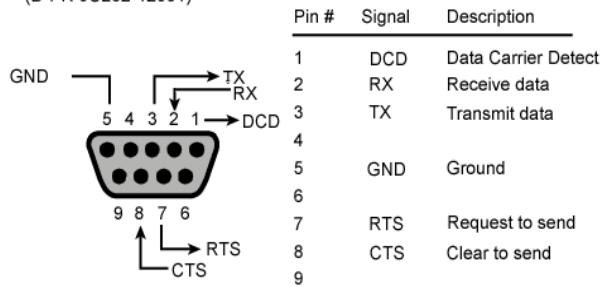 Pin # Signal Description
1 DCD Data Carrier Detect
2 RX Receive data
3 TX Transmit data
4
5 GND Ground
6
7 RTS Request to send
8 CTS Clear to send
9
GND
TX
RX
5 4 3 2 1
DCD
9 8 7 6
RTS
CTS